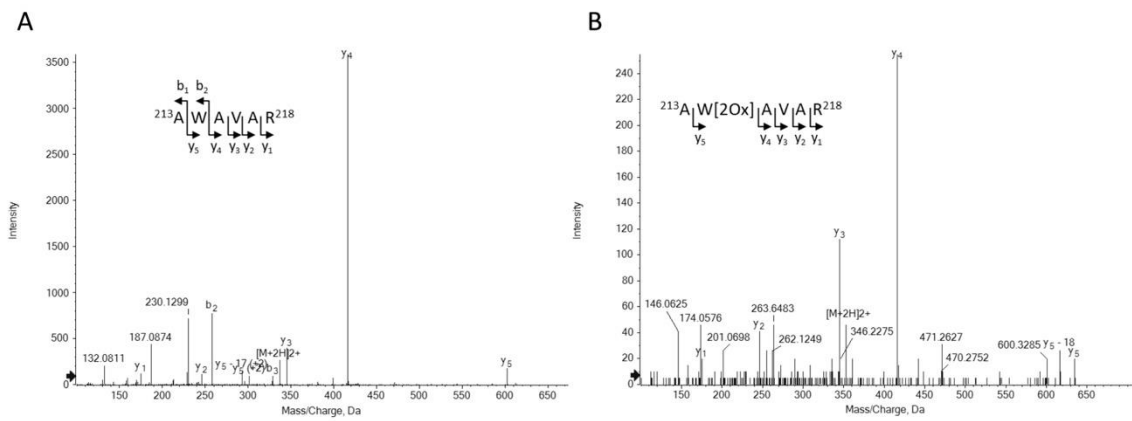 A
B
Intensity
3500
3000
2500
2000
1500
1000
500
0
b1 b2
213A W A V A R218
y5 y4 y3 y2 y1
y4
230.1299
b2
187.0874
132.0811
y1
y2
y5 - 17 (+2)
y5 (+2)
b3
[M+2H]2+
y3
y5
150 200 250 300 350 400 450 500 550 600 650
Mass/Charge, Da
Intensity
240
220
200
180
160
140
120
100
80
60
40
20
0
213A W[2Ox] A V A R218
y5 y4 y3 y2 y1
y4
y3
146.0625
174.0576
y1
201.0698
y2
263.6483
262.1249
[M+2H]2+
346.2275
471.2627
470.2752
600.3285
y5 - 18
y5
150 200 250 300 350 400 450 500 550 600 650
Mass/Charge, Da